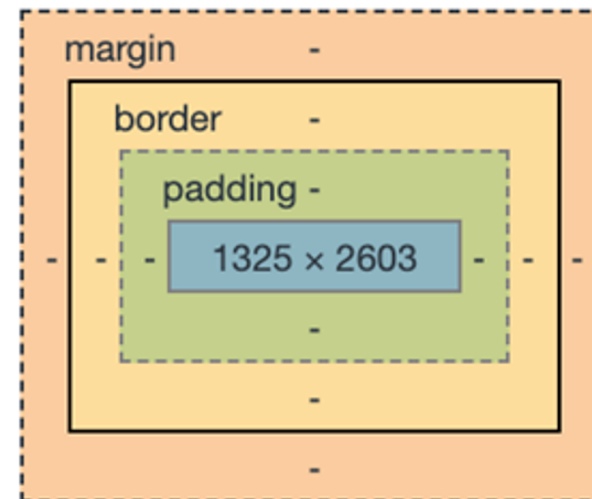 margin -
border -
padding -
- - - 1325 × 2603 - - -
-
-
-